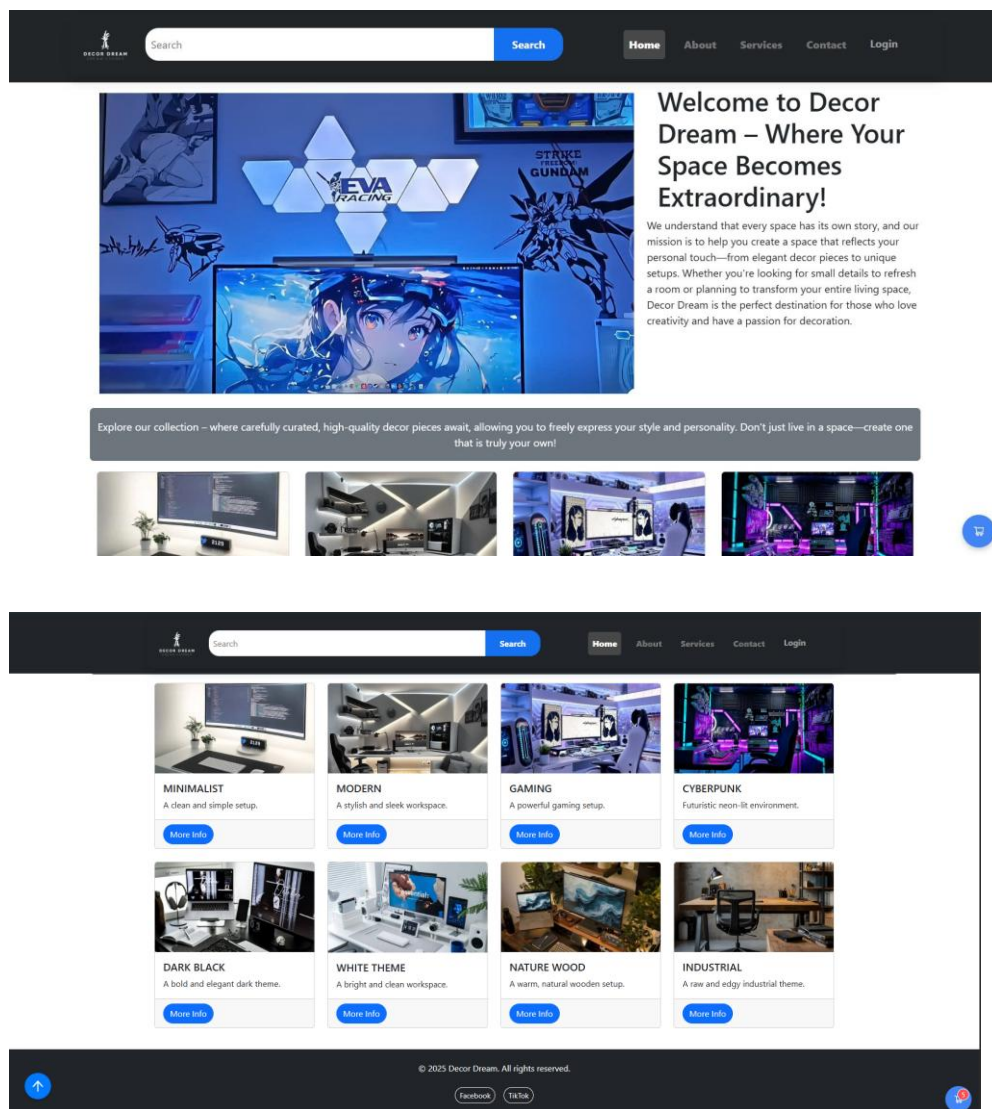 DECOR DREAM
Search
Search
Home
About
Services
Contact
Login
EVA
RACING
STRIKE
FREEDOM
GUNDAM
Welcome to Decor
Dream – Where Your
Space Becomes
Extraordinary!
We understand that every space has its own story, and our
mission is to help you create a space that reflects your
personal touch—from elegant decor pieces to unique
setups. Whether you're looking for small details to refresh
a room or planning to transform your entire living space,
Decor Dream is the perfect destination for those who love
creativity and have a passion for decoration.
Explore our collection – where carefully curated, high-quality decor pieces await, allowing you to freely express your style and personality. Don't just live in a space—create one
that is truly your own!
DECOR DREAM
Search
Search
Home
About
Services
Contact
Login
MINIMALIST
A clean and simple setup.
More Info
MODERN
A stylish and sleek workspace.
More Info
GAMING
A powerful gaming setup.
More Info
CYBERPUNK
Futuristic neon-lit environment.
More Info
DARK BLACK
A bold and elegant dark theme.
More Info
WHITE THEME
A bright and clean workspace.
More Info
NATURE WOOD
A warm, natural wooden setup.
More Info
INDUSTRIAL
A raw and edgy industrial theme.
More Info
© 2025 Decor Dream. All rights reserved.
Facebook
TikTok